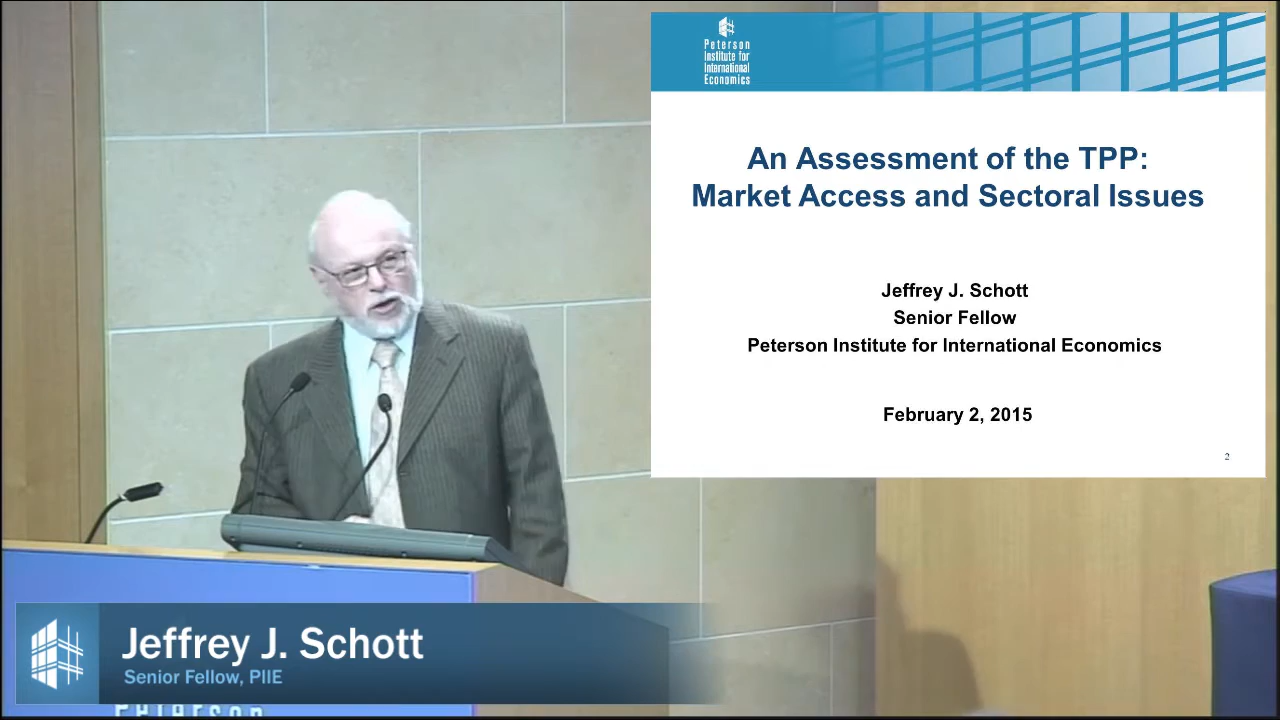 Peterson
Institute for
International
Economics
An Assessment of the TPP:
Market Access and Sectoral Issues
Jeffrey J. Schott
Senior Fellow
Peterson Institute for International Economics
February 2, 2015
2
Jeffrey J. Schott
Senior Fellow, PIIE
PETERSON